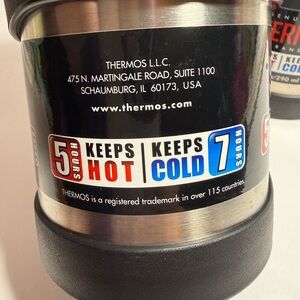 THERMOS L.L.C.
475 N. MARTINGALE ROAD, SUITE 1100
SCHAUMBURG, IL 60173, USA
www.thermos.com
5 HOURS KEEPS HOT | KEEPS COLD 7 HOURS
THERMOS is a registered trademark in over 115 countries.